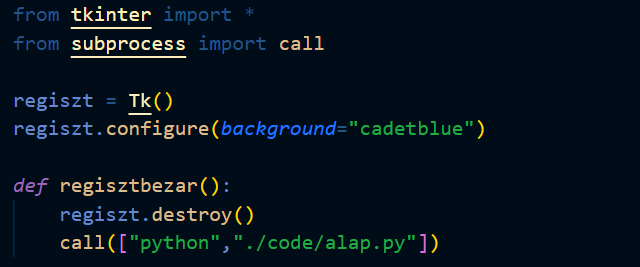 from tkinter import *
from subprocess import call
regiszt = Tk()
regiszt.configure(background="cadetblue")
def regisztbezar():
regiszt.destroy()
call(["python","./code/alap.py"])